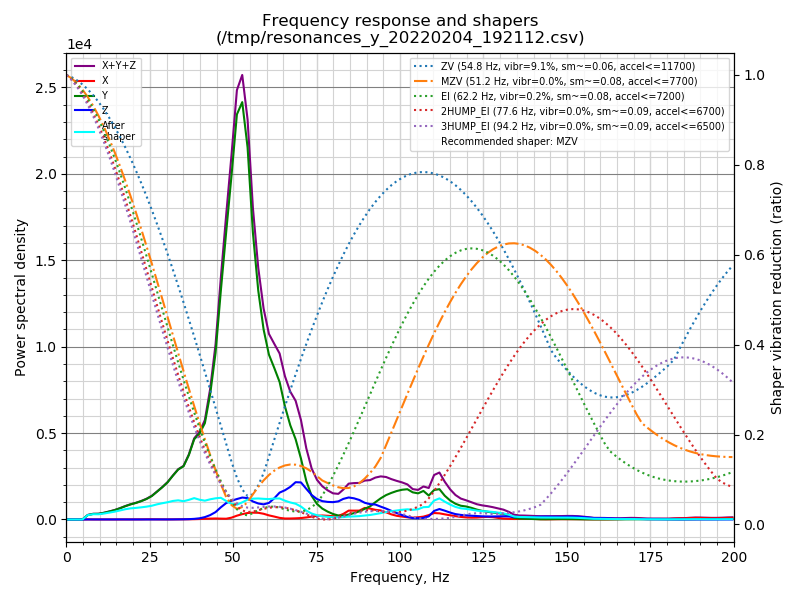 Frequency response and shapers
(/tmp/resonances_y_20220204_192112.csv)
1e4
X+Y+Z
X
Y
Z
After
shaper
ZV (54.8 Hz, vibr=9.1%, sm~=0.06, accel<=11700)
MZV (51.2 Hz, vibr=0.0%, sm~=0.08, accel<=7700)
EI (62.2 Hz, vibr=0.2%, sm~=0.08, accel<=7200)
2HUMP_EI (77.6 Hz, vibr=0.0%, sm~=0.09, accel<=6700)
3HUMP_EI (94.2 Hz, vibr=0.0%, sm~=0.09, accel<=6500)
Recommended shaper: MZV
Power spectral density
2.5
2.0
1.5
1.0
0.5
0.0
1.0
0.8
0.6
0.4
0.2
0.0
Shaper vibration reduction (ratio)
0 25 50 75 100 125 150 175 200
Frequency, Hz